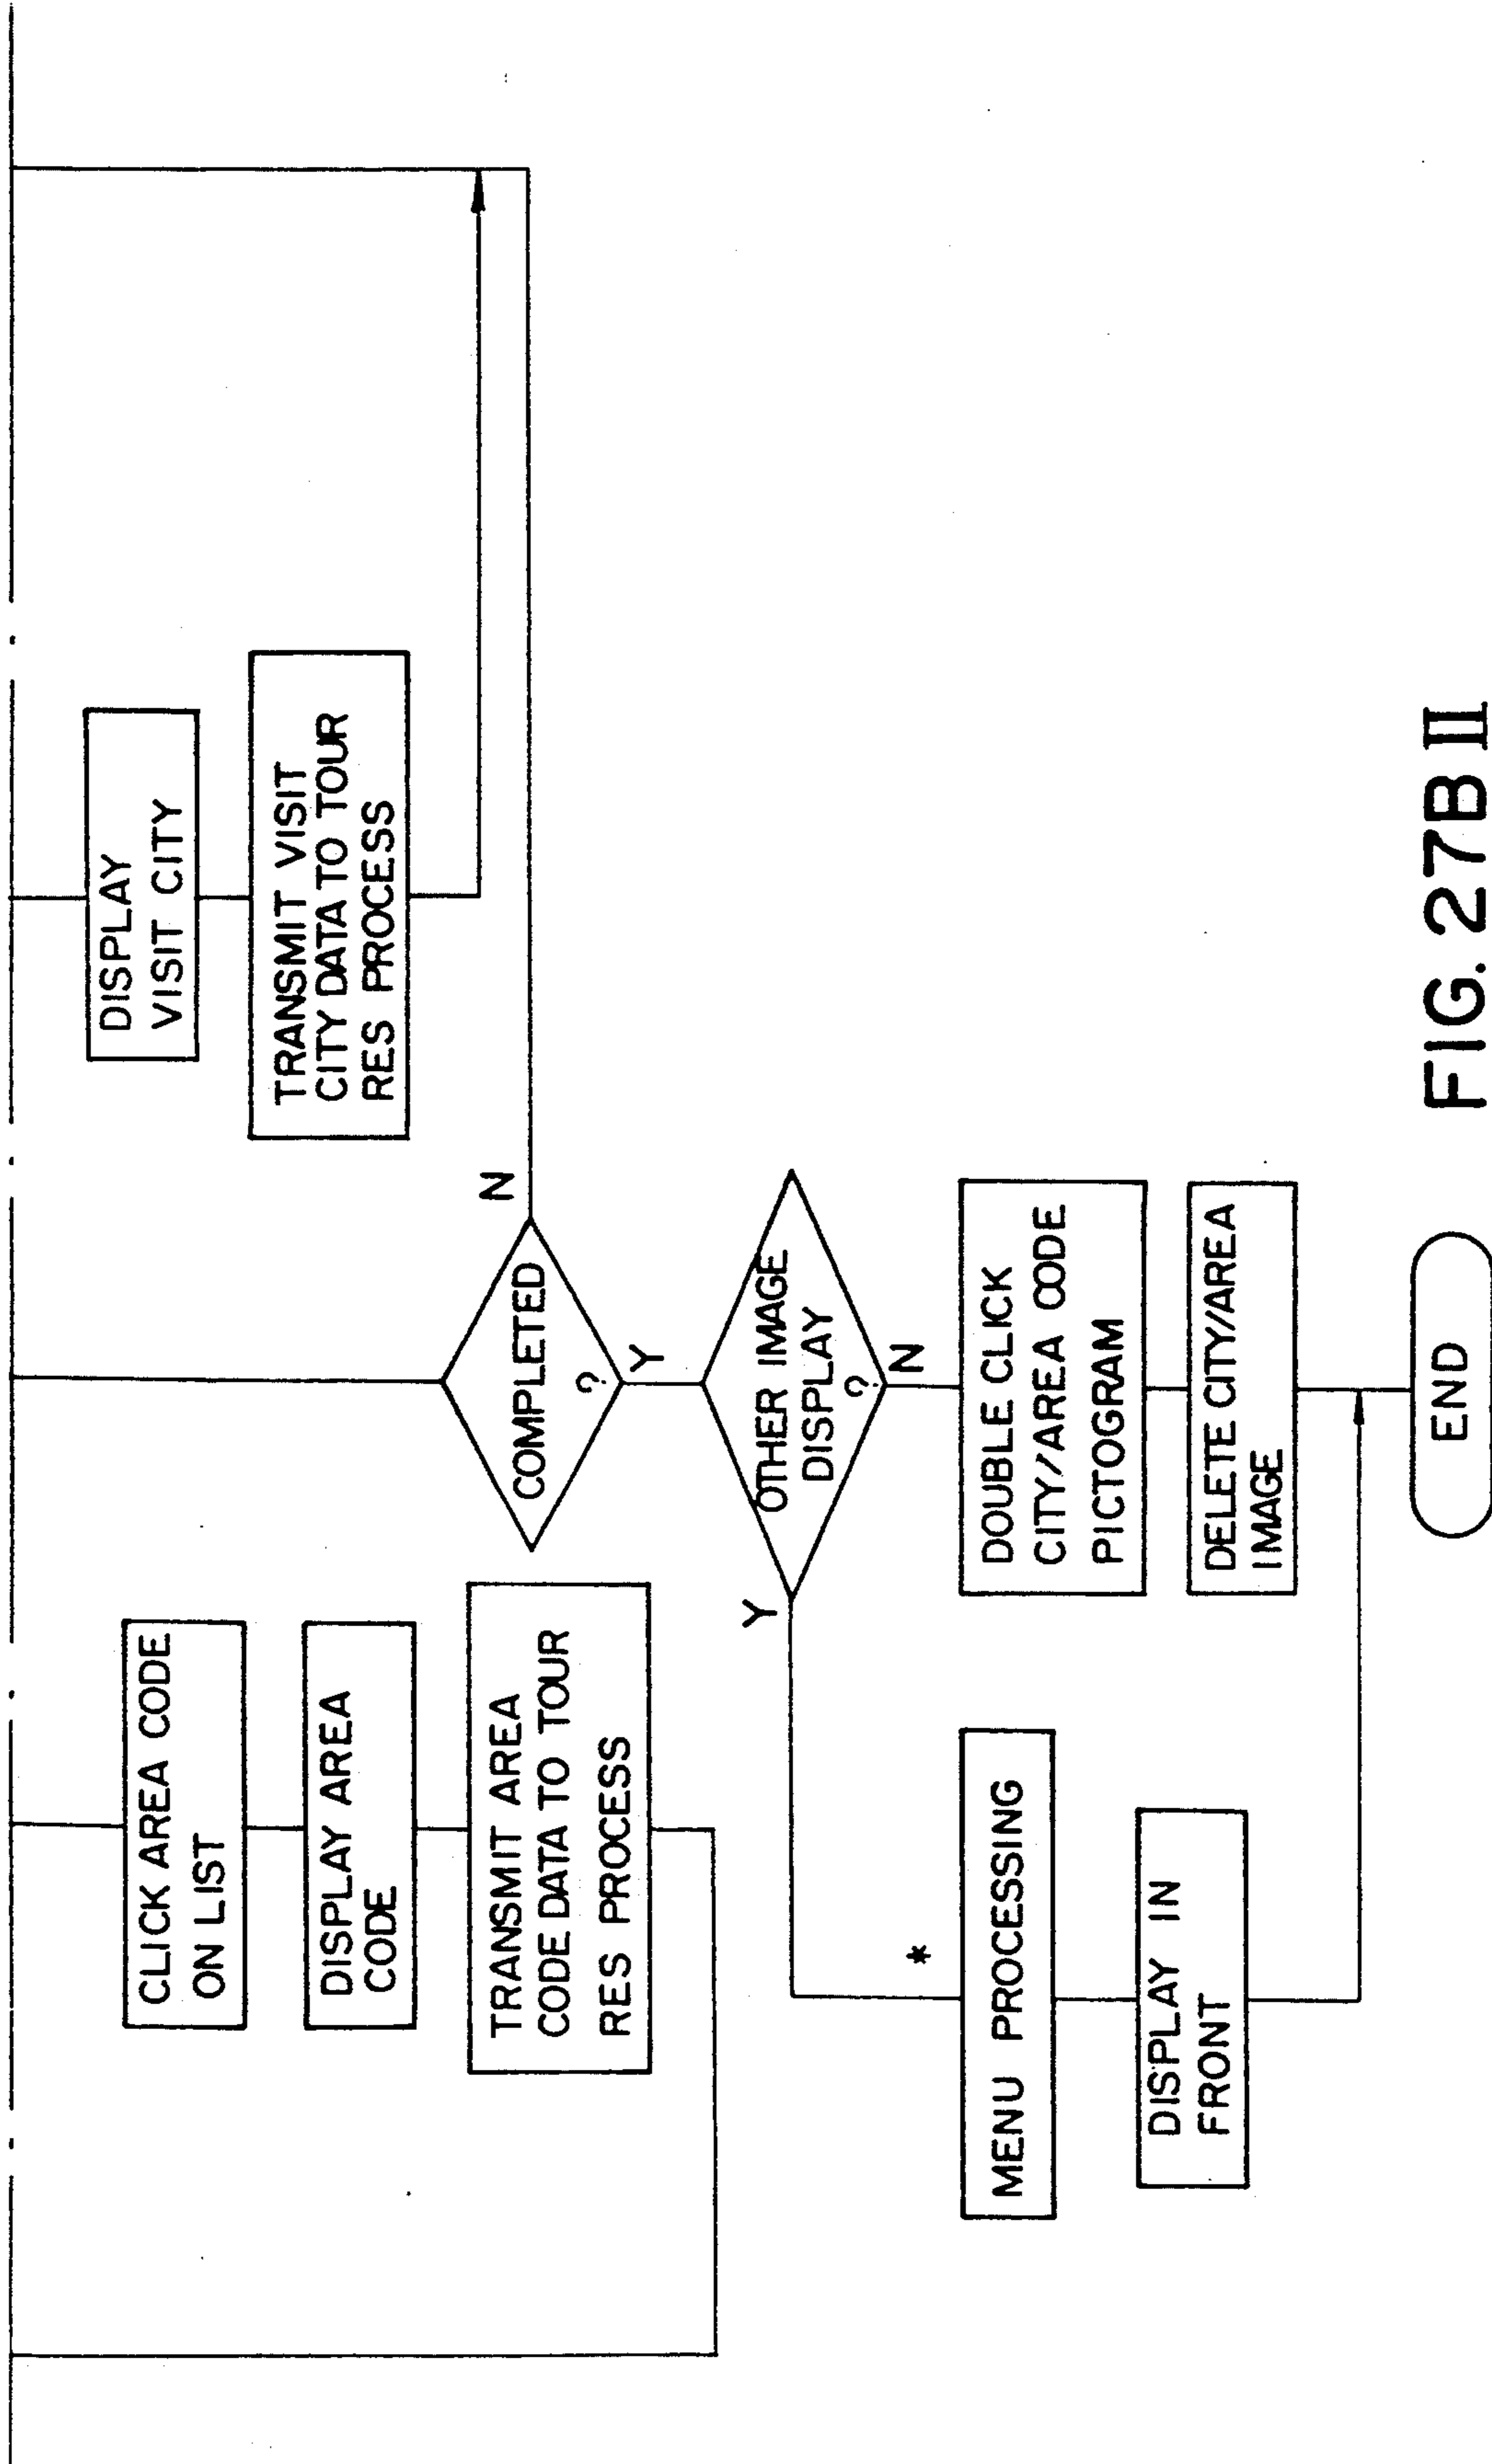 CLICK AREA CODE
ON LIST
DISPLAY AREA
CODE
TRANSMIT AREA
CODE DATA TO TOUR
RES PROCESS
DISPLAY
VISIT CITY
TRANSMIT VISIT
CITY DATA TO TOUR
RES PROCESS
COMPLETED
?
N
Y
OTHER IMAGE
DISPLAY
?
Y
N
*
MENU PROCESSING
DISPLAY IN
FRONT
DOUBLE CLICK
CITY/AREA CODE
PICTOGRAM
DELETE CITY/AREA
IMAGE
END
FIG. 27B II